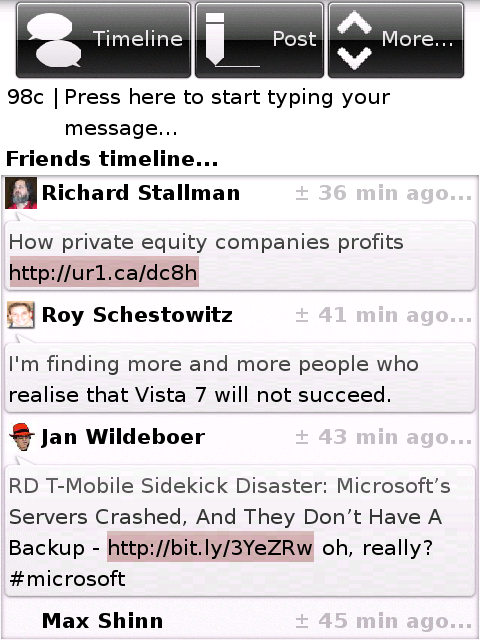 Timeline Post More...
98c | Press here to start typing your
message...
Friends timeline...
Richard Stallman ± 36 min ago...
How private equity companies profits
http://ur1.ca/dc8h
Roy Schestowitz ± 41 min ago...
I'm finding more and more people who
realise that Vista 7 will not succeed.
Jan Wildeboer ± 43 min ago...
RD T-Mobile Sidekick Disaster: Microsoft’s
Servers Crashed, And They Don’t Have A
Backup - http://bit.ly/3YeZRw oh, really?
#microsoft
Max Shinn ± 45 min ago...